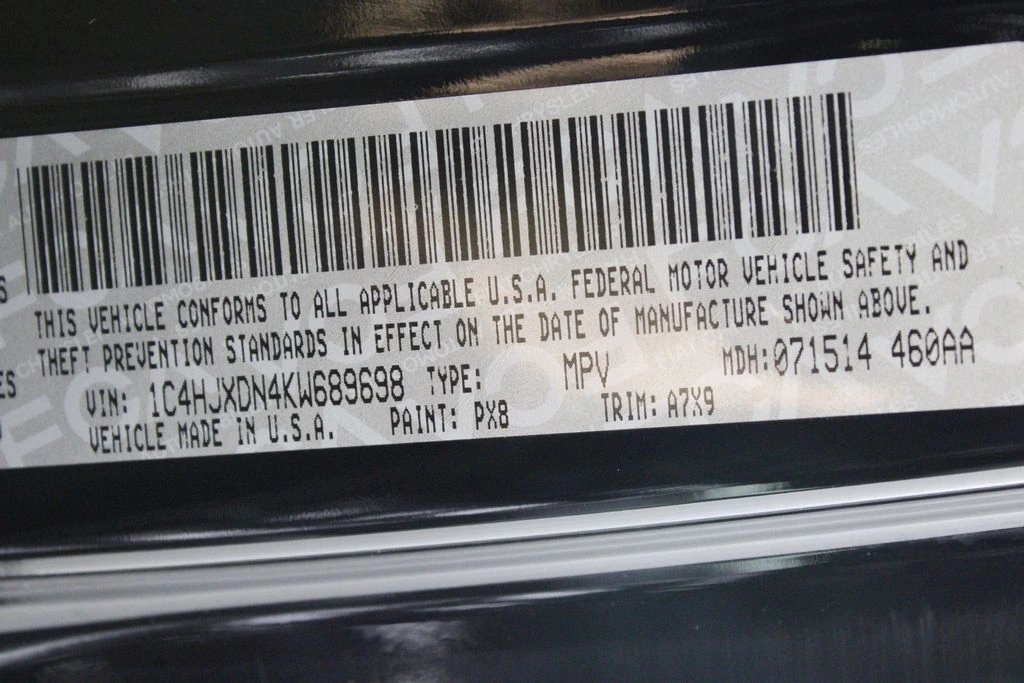 THIS VEHICLE CONFORMS TO ALL APPLICABLE U.S.A. FEDERAL MOTOR VEHICLE SAFETY AND
THEFT PREVENTION STANDARDS IN EFFECT ON THE DATE OF MANUFACTURE SHOWN ABOVE.
VIN: 1C4HJXDN4KW689698 TYPE: MPV MDH:071514 460AA
VEHICLE MADE IN U.S.A. PAINT: PX8 TRIM: A7X9